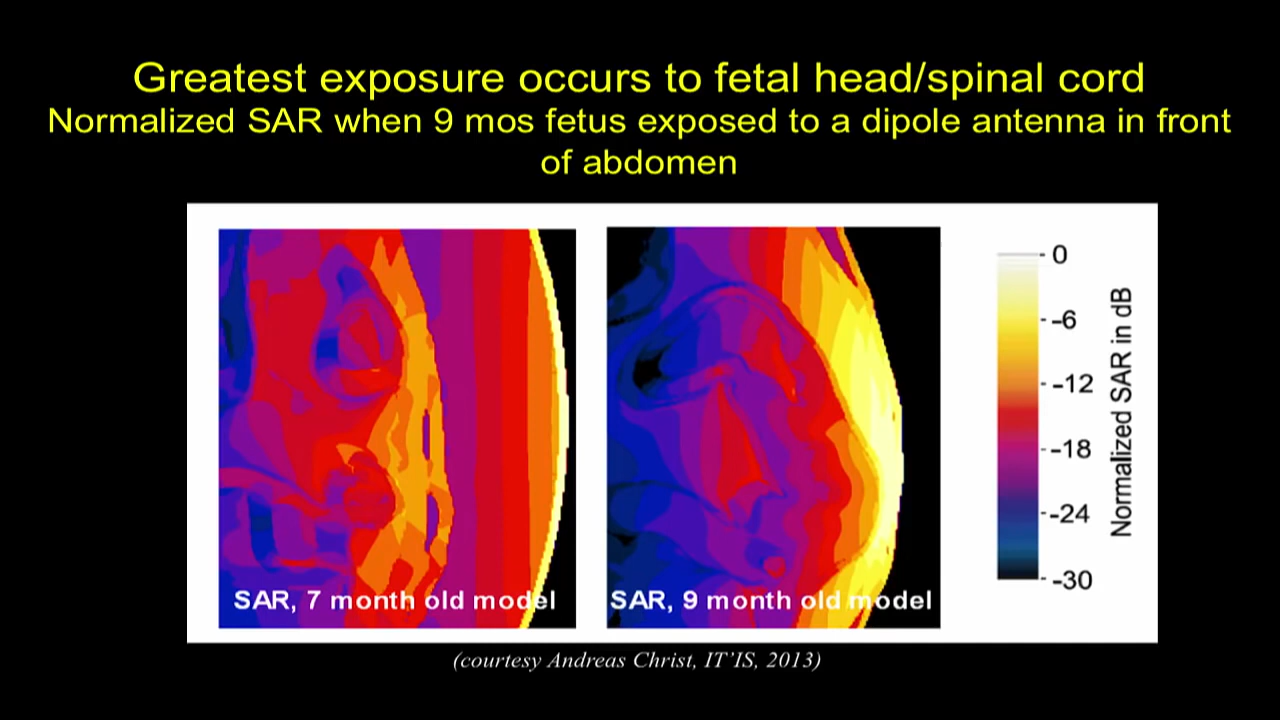 Greatest exposure occurs to fetal head/spinal cord
Normalized SAR when 9 mos fetus exposed to a dipole antenna in front
of abdomen
0
-6
-12
-18
-24
-30
Normalized SAR in dB
SAR, 7 month old model
SAR, 9 month old model
(courtesy Andreas Christ, IT'IS, 2013)